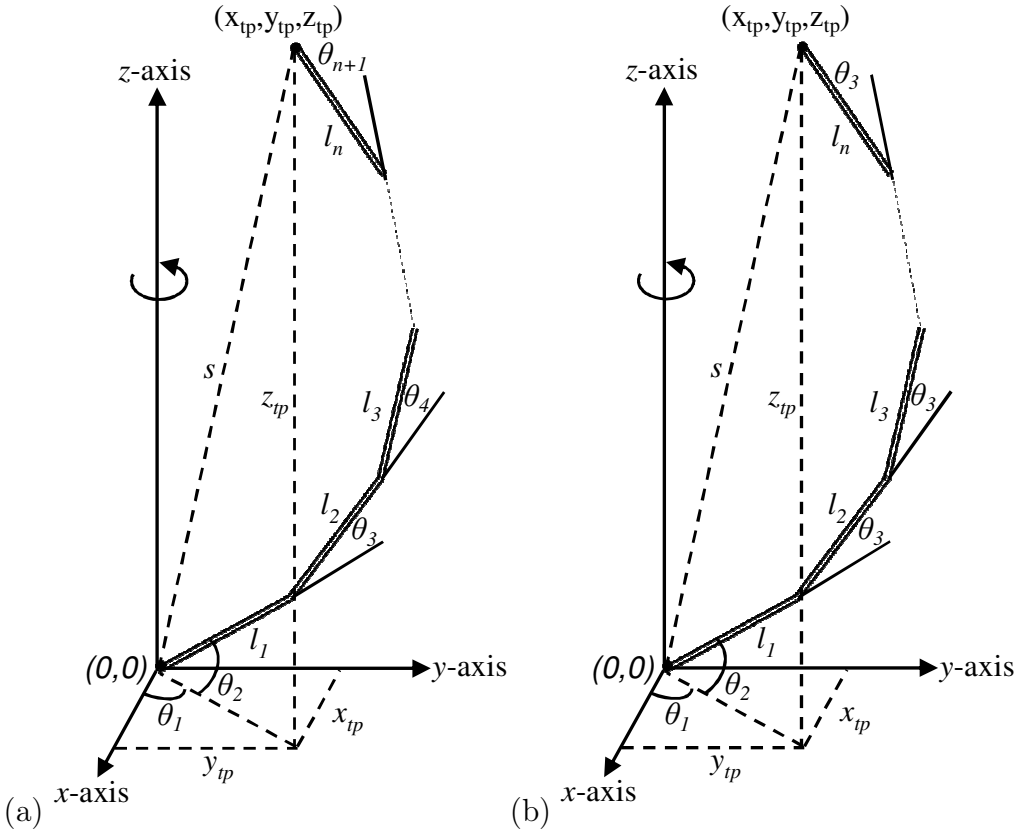 (x_tp,y_tp,z_tp)
θ_n+1
z-axis
l_n
s
z_tp
l_3
θ_4
l_2
θ_3
l_1
(0,0)
y-axis
θ_2
θ_1
x_tp
y_tp
x-axis
(a)
(x_tp,y_tp,z_tp)
θ_3
z-axis
l_n
s
z_tp
l_3
θ_3
l_2
θ_3
l_1
(0,0)
y-axis
θ_2
θ_1
x_tp
y_tp
x-axis
(b)